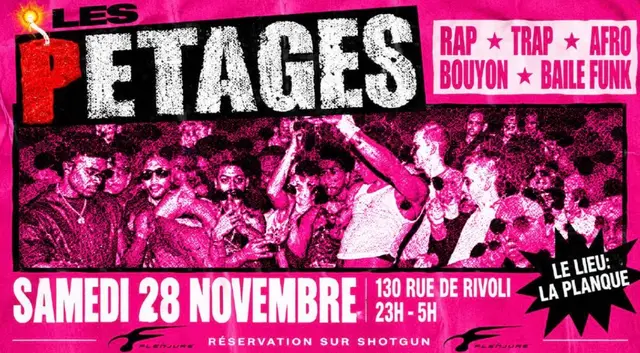 LES
PETAGES
RAP ★ TRAP ★ AFRO
BOUYON ★ BAILE FUNK
SAMEDI 28 NOVEMBRE
130 RUE DE RIVOLI
23H - 5H
LE LIEU:
LA PLANQUE
RÉSERVATION SUR SHOTGUN